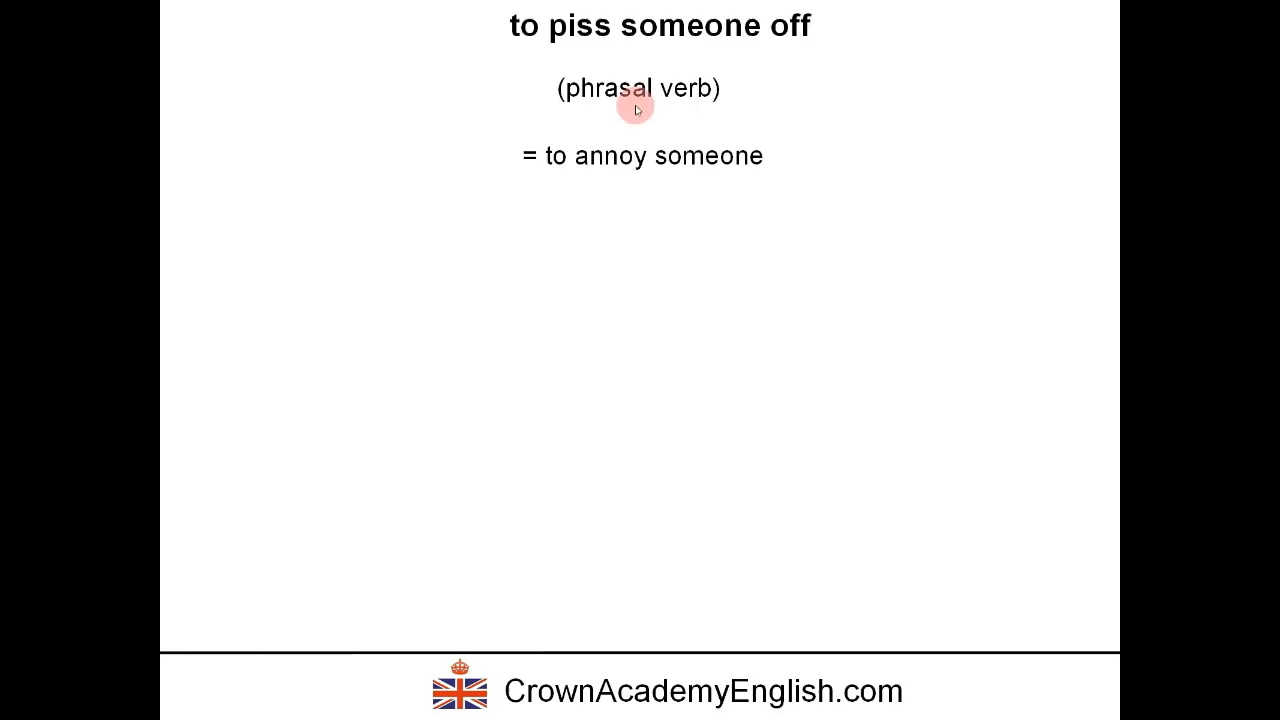 to piss someone off
(phrasal verb)
= to annoy someone
CrownAcademyEnglish.com